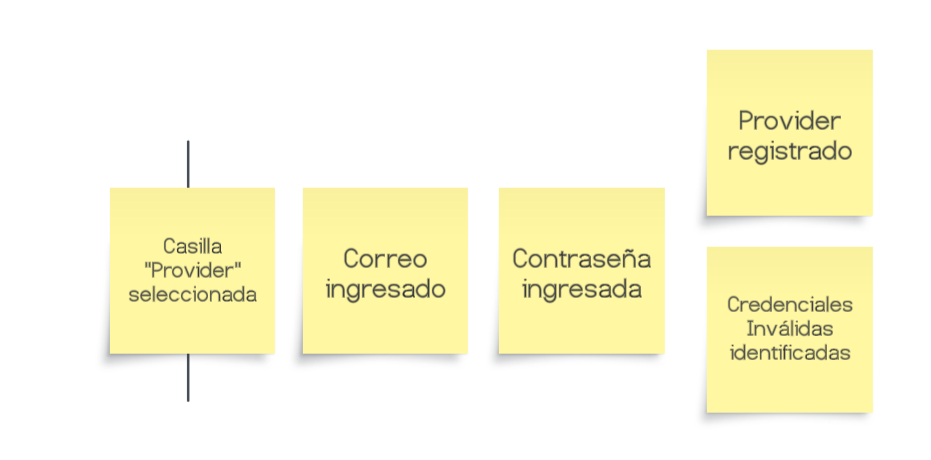 Casilla
"Provider"
seleccionada
Correo
ingresado
Contraseña
ingresada
Provider
registrado
Credenciales
Inválidas
identificadas